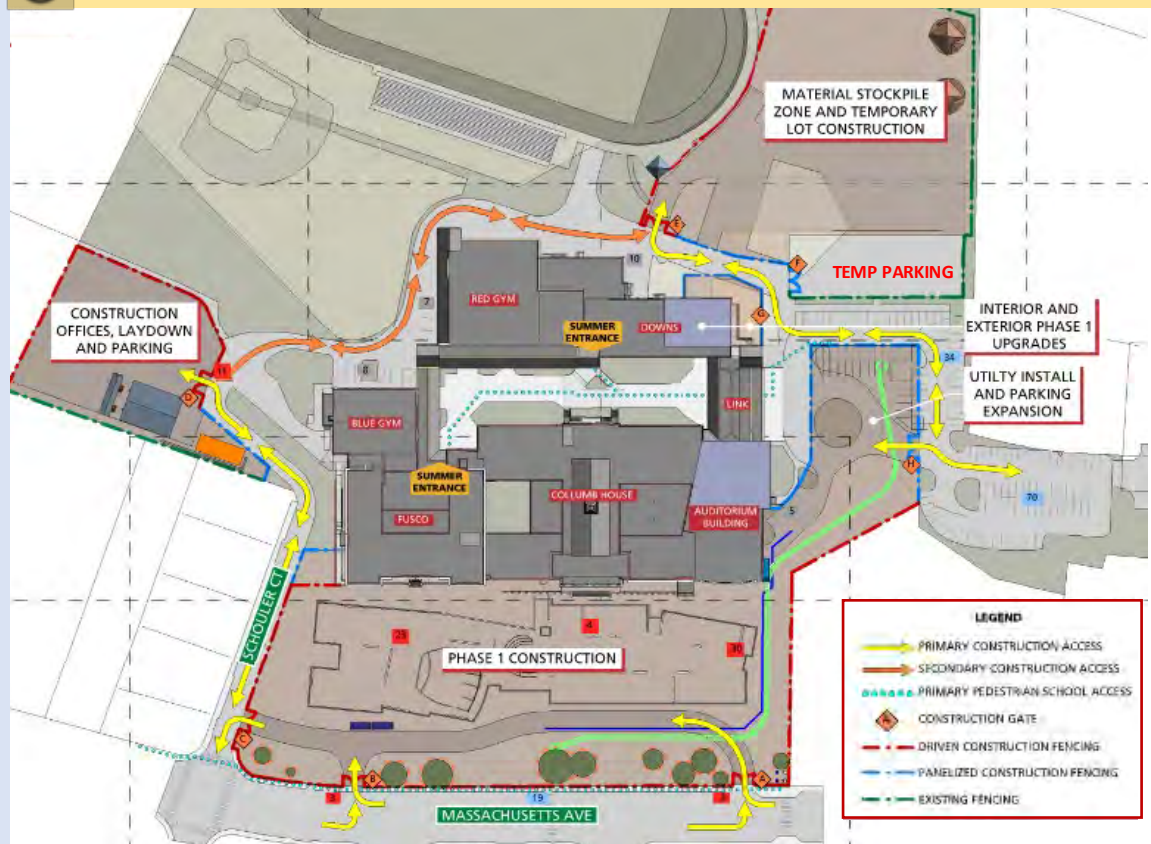 MATERIAL STOCKPILE
ZONE AND TEMPORARY
LOT CONSTRUCTION
E
F
TEMP PARKING
10
RED GYM
7
G
CONSTRUCTION
OFFICES, LAYDOWN
AND PARKING
SUMMER
ENTRANCE
DOWNS
INTERIOR AND
EXTERIOR PHASE 1
UPGRADES
34
8
11
D
UTILTY INSTALL
AND PARKING
EXPANSION
LINK
BLUE GYM
SUMMER
ENTRANCE
H
COLLUMB HOUSE
70
FUSCO
AUDITORIUM
BUILDING
5
SCHOULER CT
23
4
30
PHASE 1 CONSTRUCTION
C
B
A
3
19
3
MASSACHUSETTS AVE
LEGEND
PRIMARY CONSTRUCTION ACCESS
SECONDARY CONSTRUCTION ACCESS
PRIMARY PEDESTRIAN SCHOOL ACCESS
A
CONSTRUCTION GATE
DRIVEN CONSTRUCTION FENCING
PANELIZED CONSTRUCTION FENCING
EXISTING FENCING